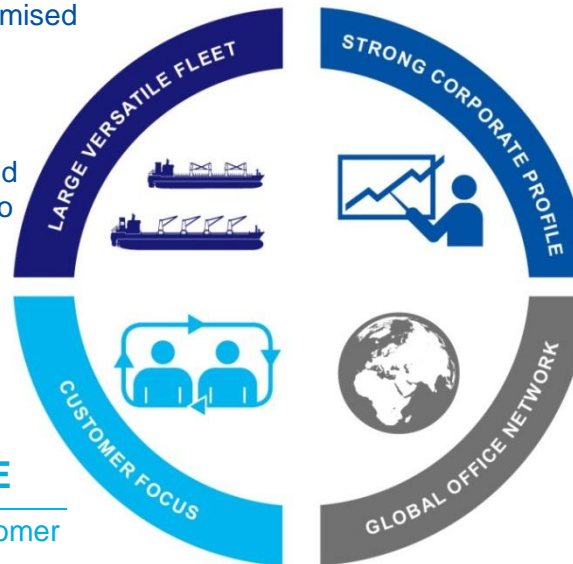 mised
LARGE VERSATILE FLEET
STRONG CORPORATE PROFILE
d
o
CUSTOMER FOCUS
GLOBAL OFFICE NETWORK
E
omer